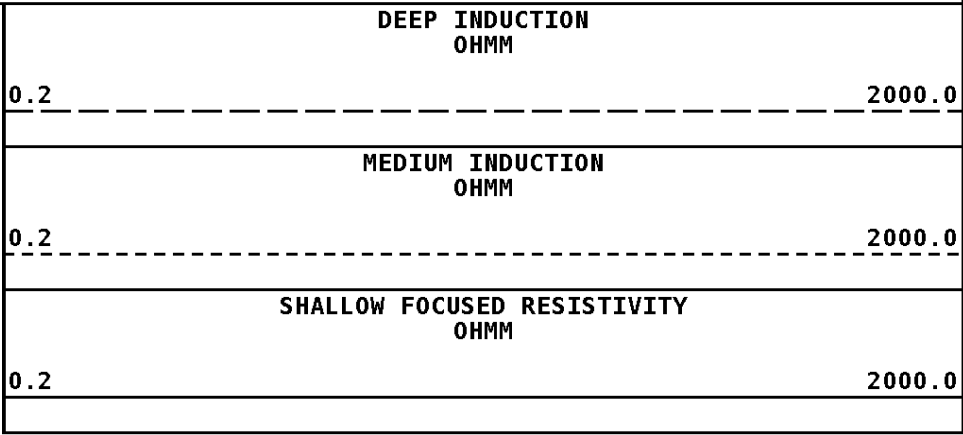 DEEP INDUCTION
OHMM
0.2 2000.0
MEDIUM INDUCTION
OHMM
0.2 2000.0
SHALLOW FOCUSED RESISTIVITY
OHMM
0.2 2000.0